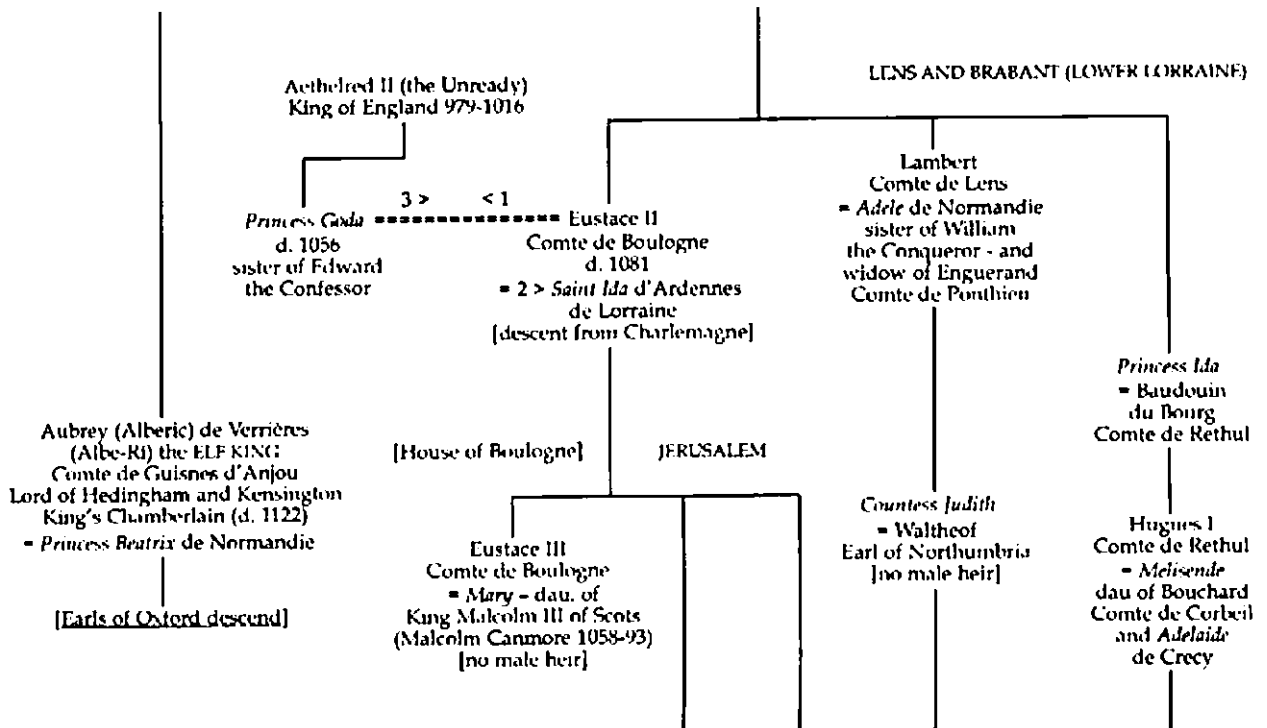 LENS AND BRABANT (LOWER LORRAINE)
Aethelred II (the Unready)
King of England 979-1016
3 > < 1
Princess Goda
d. 1056
sister of Edward
the Confessor
Eustace II
Comte de Boulogne
d. 1081
= 2 > Saint Ida d'Ardennes
de Lorraine
[descent from Charlemagne]
Lambert
Comte de Lens
= Adele de Normandie
sister of William
the Conqueror - and
widow of Enguerand
Comte de Ponthieu
Princess Ida
= Baudouin
du Bourg
Comte de Rethul
Aubrey (Alberic) de Verrières
(Albe-Ri) the ELF KING
Comte de Guisnes d'Anjou
Lord of Hedingham and Kensington
King's Chamberlain (d. 1122)
= Princess Beatrix de Normandie
[Earls of Oxford descend]
[House of Boulogne]
JERUSALEM
Eustace III
Comte de Boulogne
= Mary - dau. of
King Malcolm III of Scots
(Malcolm Canmore 1058-93)
[no male heir]
Countess Judith
= Waltheof
Earl of Northumbria
[no male heir]
Hugues I
Comte de Rethul
= Melisende
dau of Bouchard
Comte de Corbeil
and Adelaide
de Crecy